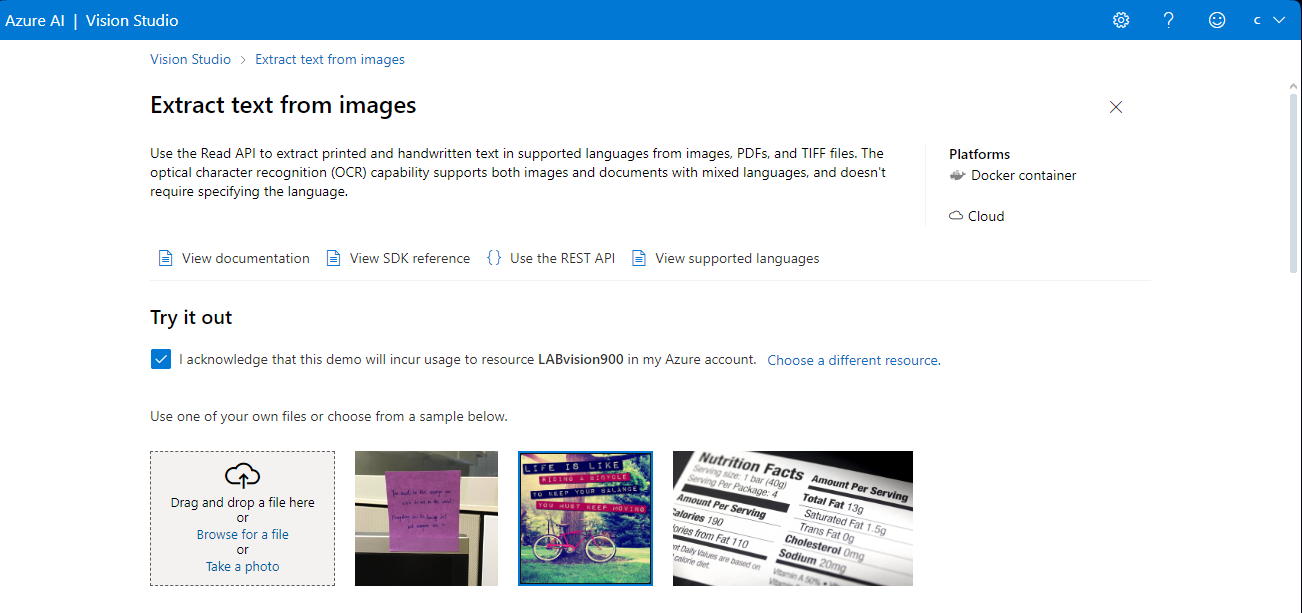 Azure AI | Vision Studio
c
Vision Studio > Extract text from images
Extract text from images
Use the Read API to extract printed and handwritten text in supported languages from images, PDFs, and TIFF files. The
optical character recognition (OCR) capability supports both images and documents with mixed languages, and doesn't
require specifying the language.
Platforms
Docker container
Cloud
View documentation
View SDK reference
{} Use the REST API
View supported languages
Try it out
I acknowledge that this demo will incur usage to resource LABvision900 in my Azure account. Choose a different resource.
Use one of your own files or choose from a sample below.
Drag and drop a file here
or
Browse for a file
or
Take a photo
LIFE IS LIKE
RIDING A BICYCLE
TO KEEP YOUR BALANCE
YOU MUST KEEP MOVING
Nutrition Facts
Serving size: 1 bar (40g)
Serving Per Package: 4
Amount Per Serving
Calories 190
ories from Fat 110
nt Daily Values are based on
calorie diet.
Amount Per Serving
Total Fat 13g
Saturated Fat 1.5g
Trans Fat 0g
Cholesterol 0mg
Sodium 20mg
Vitamin A 50%